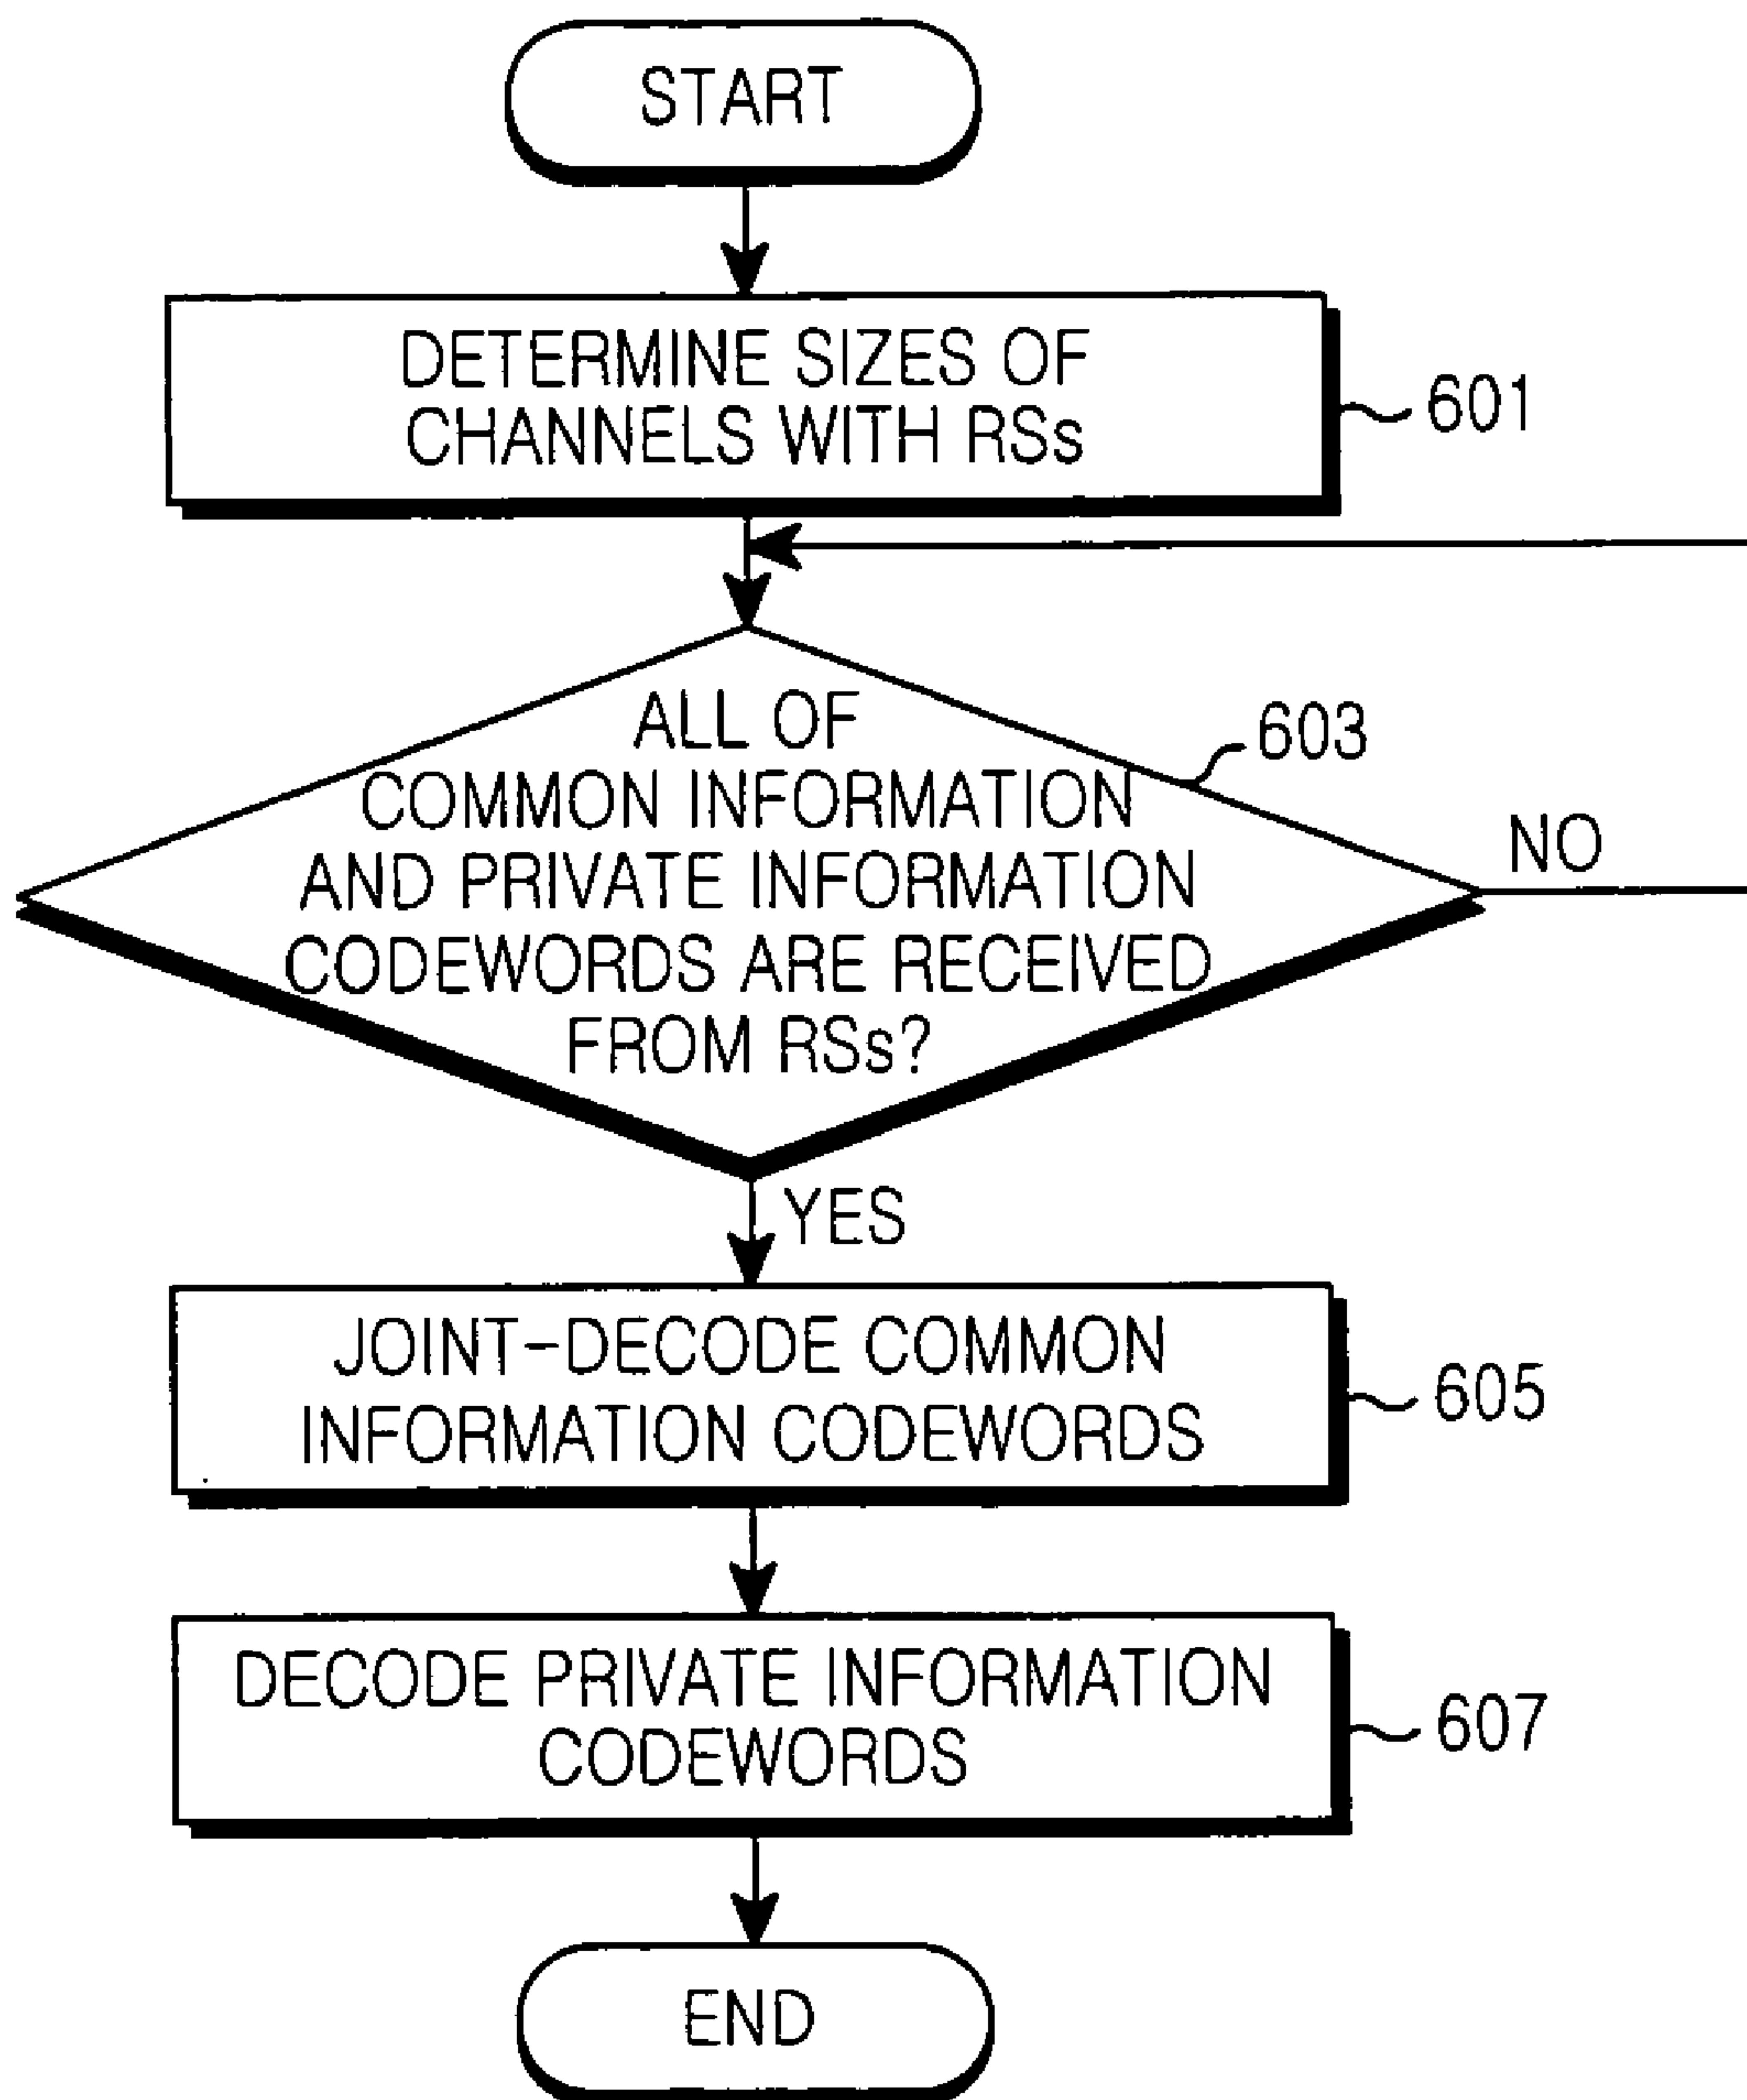 START
DETERMINE SIZES OF
CHANNELS WITH RSs
601
ALL OF
COMMON INFORMATION
AND PRIVATE INFORMATION
CODEWORDS ARE RECEIVED
FROM RSs?
603
NO
YES
JOINT-DECODE COMMON
INFORMATION CODEWORDS
605
DECODE PRIVATE INFORMATION
CODEWORDS
607
END